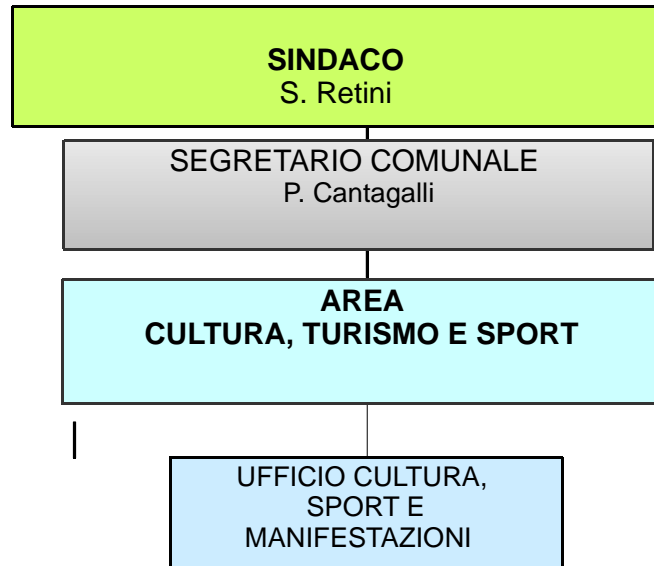 SINDACO
S. Retini
SEGRETARIO COMUNALE
P. Cantagalli
AREA
CULTURA, TURISMO E SPORT
UFFICIO CULTURA,
SPORT E
MANIFESTAZIONI